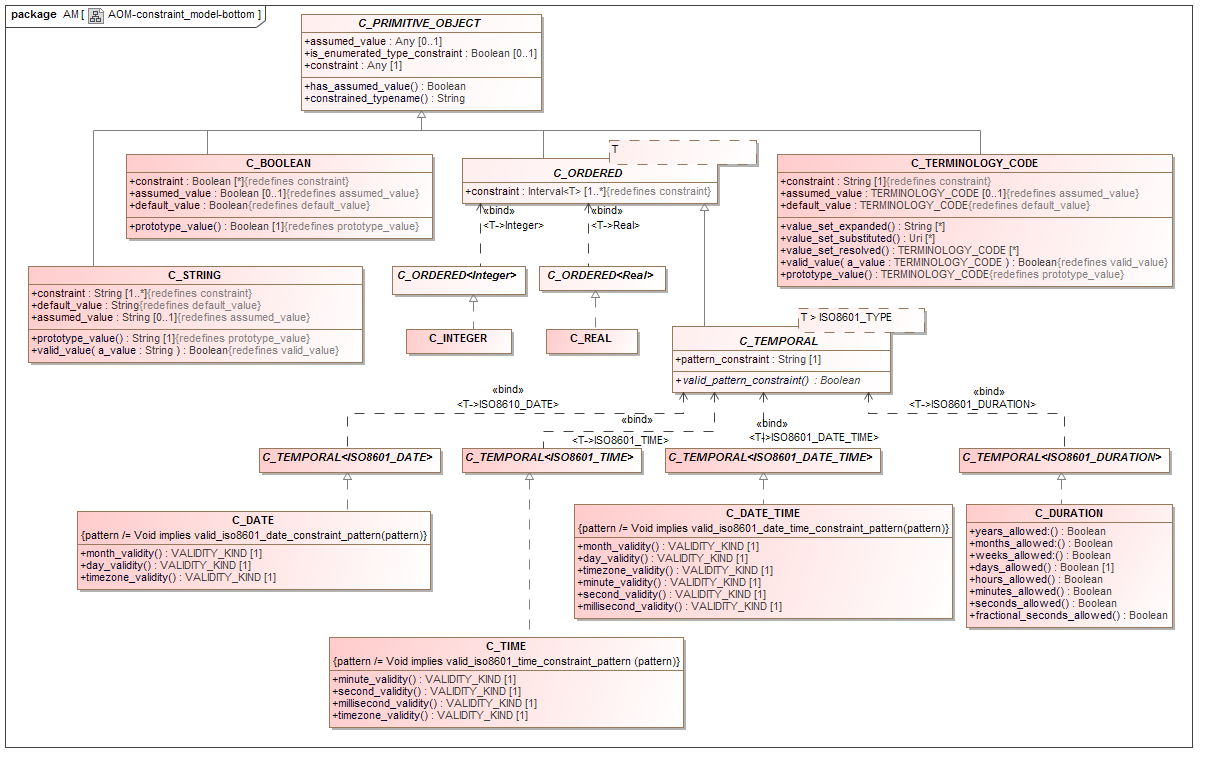 package AM [ AOM-constraint_model-bottom ]
C_PRIMITIVE_OBJECT
+assumed_value : Any [0..1]
+is_enumerated_type_constraint : Boolean [0..1]
+constraint : Any [1]
+has_assumed_value() : Boolean
+constrained_typename() : String
C_BOOLEAN
+constraint : Boolean [*]{redefines constraint}
+assumed_value : Boolean [0..1]{redefines assumed_value}
+default_value : Boolean{redefines default_value}
+prototype_value() : Boolean [1]{redefines prototype_value}
T
C_ORDERED
+constraint : Interval<T> [1..*]{redefines constraint}
C_TERMINOLOGY_CODE
+constraint : String [1]{redefines constraint}
+assumed_value : TERMINOLOGY_CODE [0..1]{redefines assumed_value}
+default_value : TERMINOLOGY_CODE{redefines default_value}
+value_set_expanded() : String [*]
+value_set_substituted() : Uri [*]
+value_set_resolved() : TERMINOLOGY_CODE [*]
+valid_value( a_value : TERMINOLOGY_CODE ) : Boolean{redefines valid_value}
+prototype_value() : TERMINOLOGY_CODE{redefines prototype_value}
«bind»
<T->Integer>
«bind»
<T->Real>
C_STRING
+constraint : String [1..*]{redefines constraint}
+default_value : String{redefines default_value}
+assumed_value : String [0..1]{redefines assumed_value}
+prototype_value() : String [1]{redefines prototype_value}
+valid_value( a_value : String ) : Boolean{redefines valid_value}
C_ORDERED<Integer>
C_ORDERED<Real>
C_INTEGER
C_REAL
T > ISO8601_TYPE
C_TEMPORAL
+pattern_constraint : String [1]
+valid_pattern_constraint() : Boolean
«bind»
<T->ISO8610_DATE>
«bind»
<T->ISO8601_TIME>
«bind»
<T->ISO8601_DATE_TIME>
«bind»
<T->ISO8601_DURATION>
C_TEMPORAL<ISO8601_DATE>
C_TEMPORAL<ISO8601_TIME>
C_TEMPORAL<ISO8601_DATE_TIME>
C_TEMPORAL<ISO8601_DURATION>
C_DATE
{pattern /= Void implies valid_iso8601_date_constraint_pattern(pattern)}
+month_validity() : VALIDITY_KIND [1]
+day_validity() : VALIDITY_KIND [1]
+timezone_validity() : VALIDITY_KIND [1]
C_DATE_TIME
{pattern /= Void implies valid_iso8601_date_time_constraint_pattern(pattern)}
+month_validity() : VALIDITY_KIND [1]
+day_validity() : VALIDITY_KIND [1]
+timezone_validity() : VALIDITY_KIND [1]
+minute_validity() : VALIDITY_KIND [1]
+second_validity() : VALIDITY_KIND [1]
+millisecond_validity() : VALIDITY_KIND [1]
C_DURATION
+years_allowed:() : Boolean
+months_allowed() : Boolean
+weeks_allowed:() : Boolean
+days_allowed() : Boolean [1]
+hours_allowed() : Boolean
+minutes_allowed() : Boolean
+seconds_allowed() : Boolean
+fractional_seconds_allowed() : Boolean
C_TIME
{pattern /= Void implies valid_iso8601_time_constraint_pattern (pattern)}
+minute_validity() : VALIDITY_KIND [1]
+second_validity() : VALIDITY_KIND [1]
+millisecond_validity() : VALIDITY_KIND [1]
+timezone_validity() : VALIDITY_KIND [1]